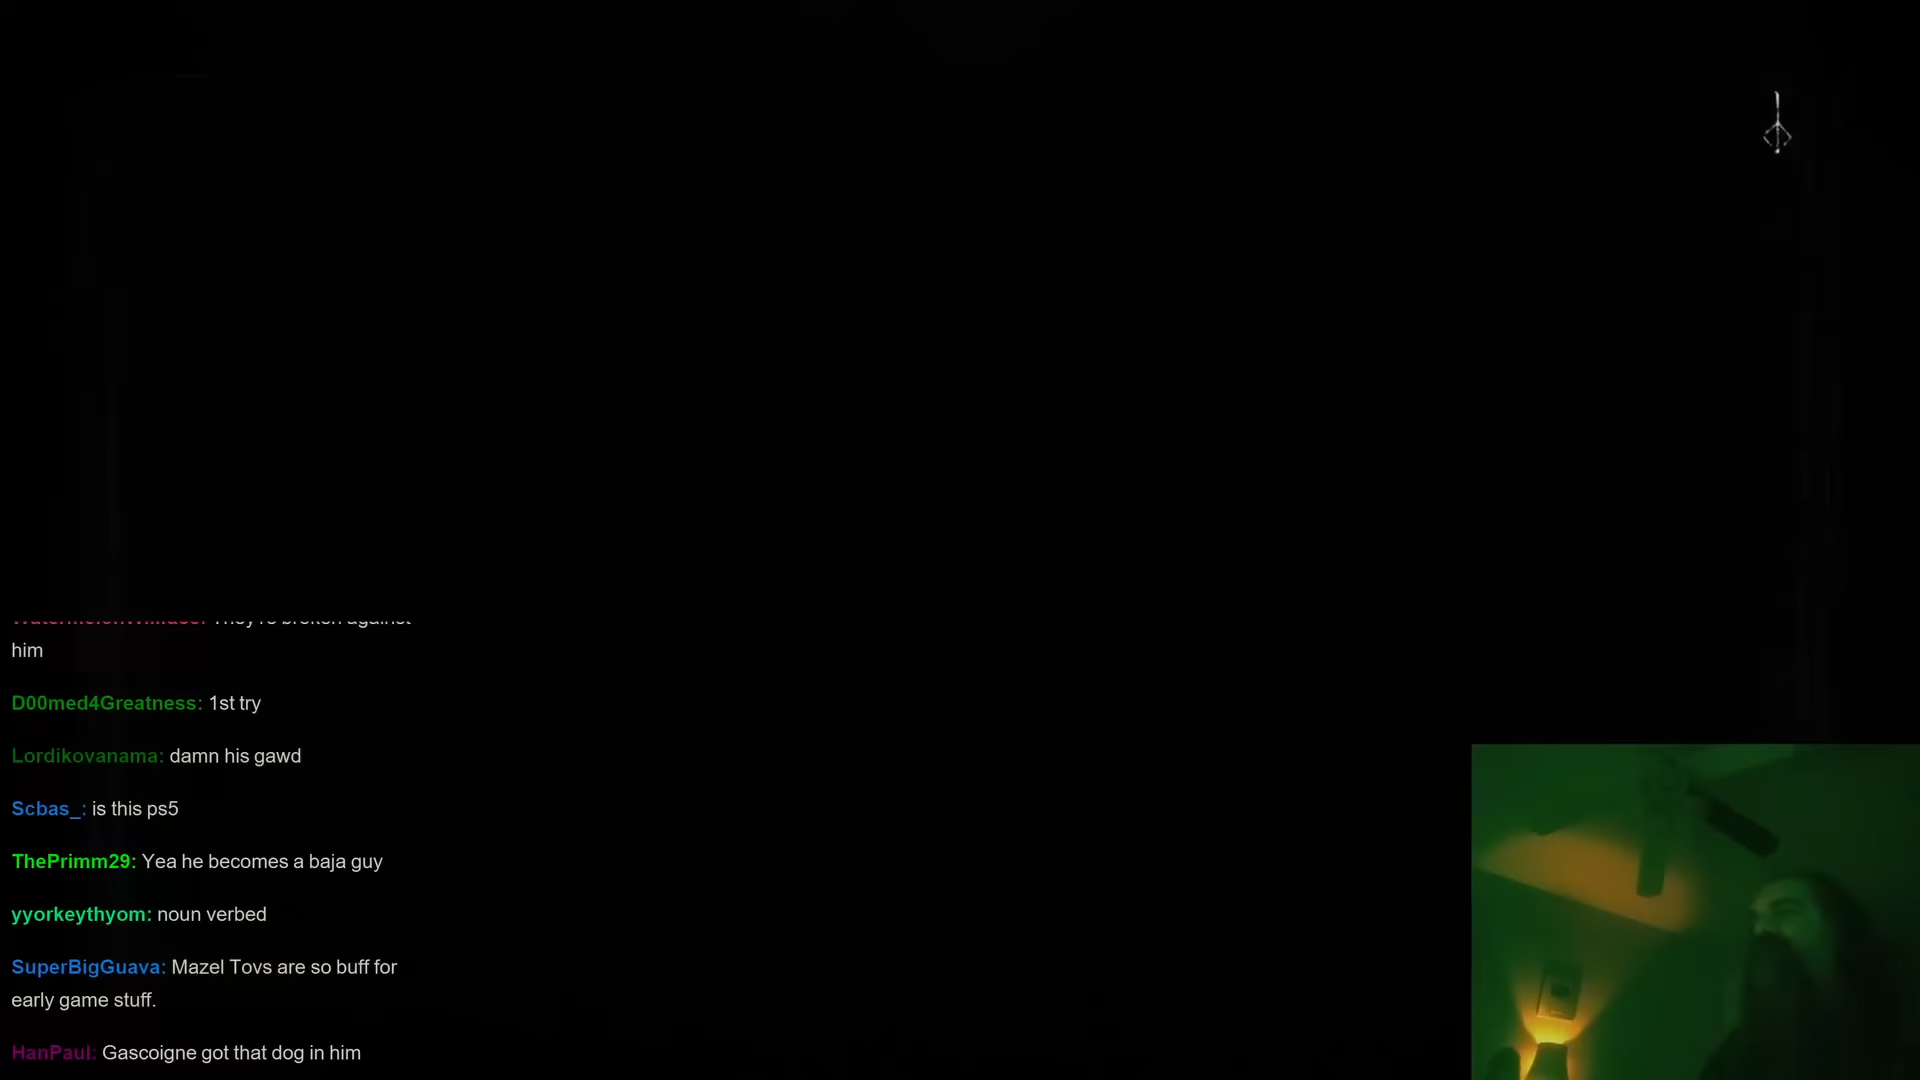 him
D00med4Greatness: 1st try
Lordikovanama: damn his gawd
Scbas_: is this ps5
ThePrimm29: Yea he becomes a baja guy
yyorkeythyom: noun verbed
SuperBigGuava: Mazel Tovs are so buff for
early game stuff.
HanPaul: Gascoigne got that dog in him